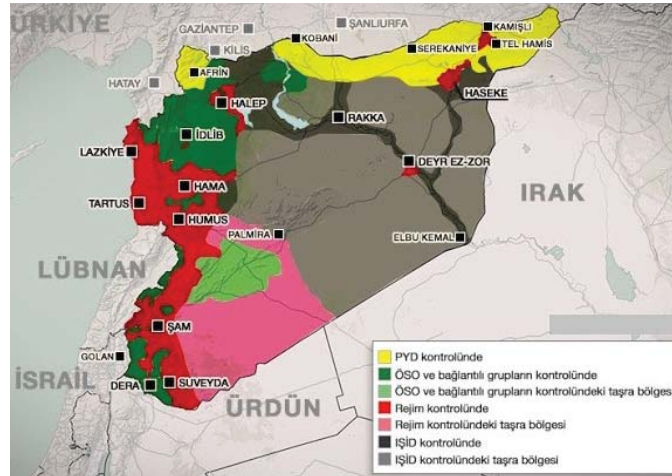 ÜRKİYE
GAZİANTEP
ŞANLIURFA
KİLİS
KOBANİ
KAMIŞLI
SEREKANİYE
TEL HAMİS
HATAY
AFRİN
HASEKE
HALEP
RAKKA
İDLİB
LAZKİYE
DEYR EZ-ZOR
HAMA
IRAK
TARTUS
HUMUS
PALMİRA
ELBU KEMAL
LÜBNAN
ŞAM
GOLAN
İSRAİL
DERA
SUVEYDA
ÜRDÜN
PYD kontrolünde
ÖSO ve bağlantılı grupların kontrolünde
ÖSO ve bağlantılı grupların kontrolündeki taşra bölges
Rejim kontrolünde
Rejim kontrolündeki taşra bölgesi
IŞİD kontrolünde
IŞİD kontrolündeki taşra bölgesi